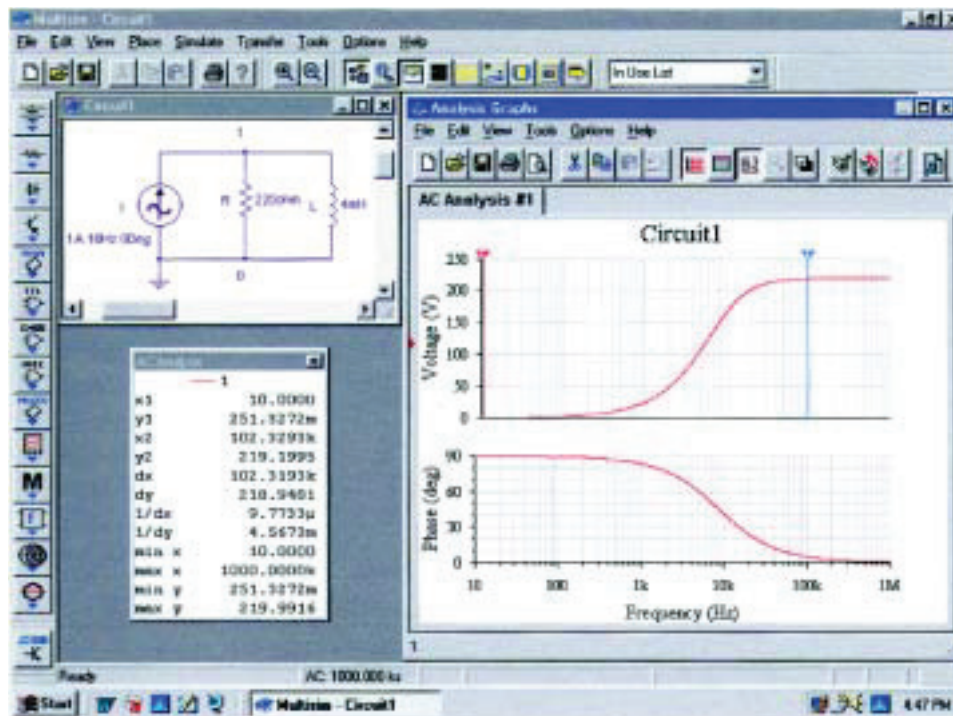 Multisim - Circuit1
File Edit View Place Simulate Transfer Tools Options Help
In Use List
Circuit1
1
I
R
220ohm
L
4mH
1A 1kHz 0Deg
0
Analysis Graphs
File Edit View Tools Options Help
AC Analysis #1
Circuit1
Voltage (V)
250
200
150
100
50
0
Phase (deg)
90
60
30
0
10 100 1k 10k 100k 1M
Frequency (Hz)
1
1
x1 10.0000
y1 251.3272m
x2 102.3293k
y2 219.1995
dx 102.3193k
dy 218.9481
1/dx 9.7733µ
1/dy 4.5673m
min x 10.0000
max x 1000.0000k
min y 251.3272m
max y 219.9916
M
Ready
AC: 1000.000 ks
Start
Multisim - Circuit1
4:47 PM